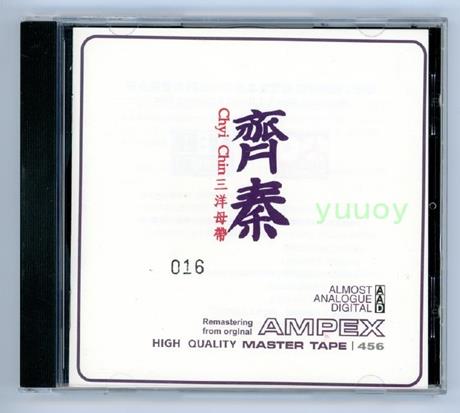 齊秦
Chyi Chin 三洋母帶
yuuoy
016
ALMOST
ANALOGUE
DIGITAL
AAD
Remastering
from orginal
AMPEX
HIGH QUALITY MASTER TAPE | 456